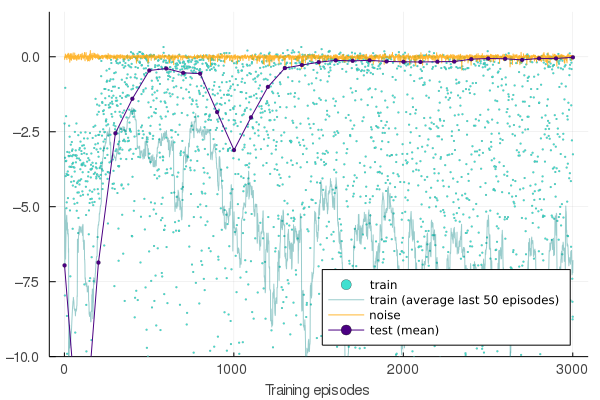 0.0
−2.5
−5.0
−7.5
−10.0
0
1000
2000
3000
Training episodes
train
train (average last 50 episodes)
noise
test (mean)